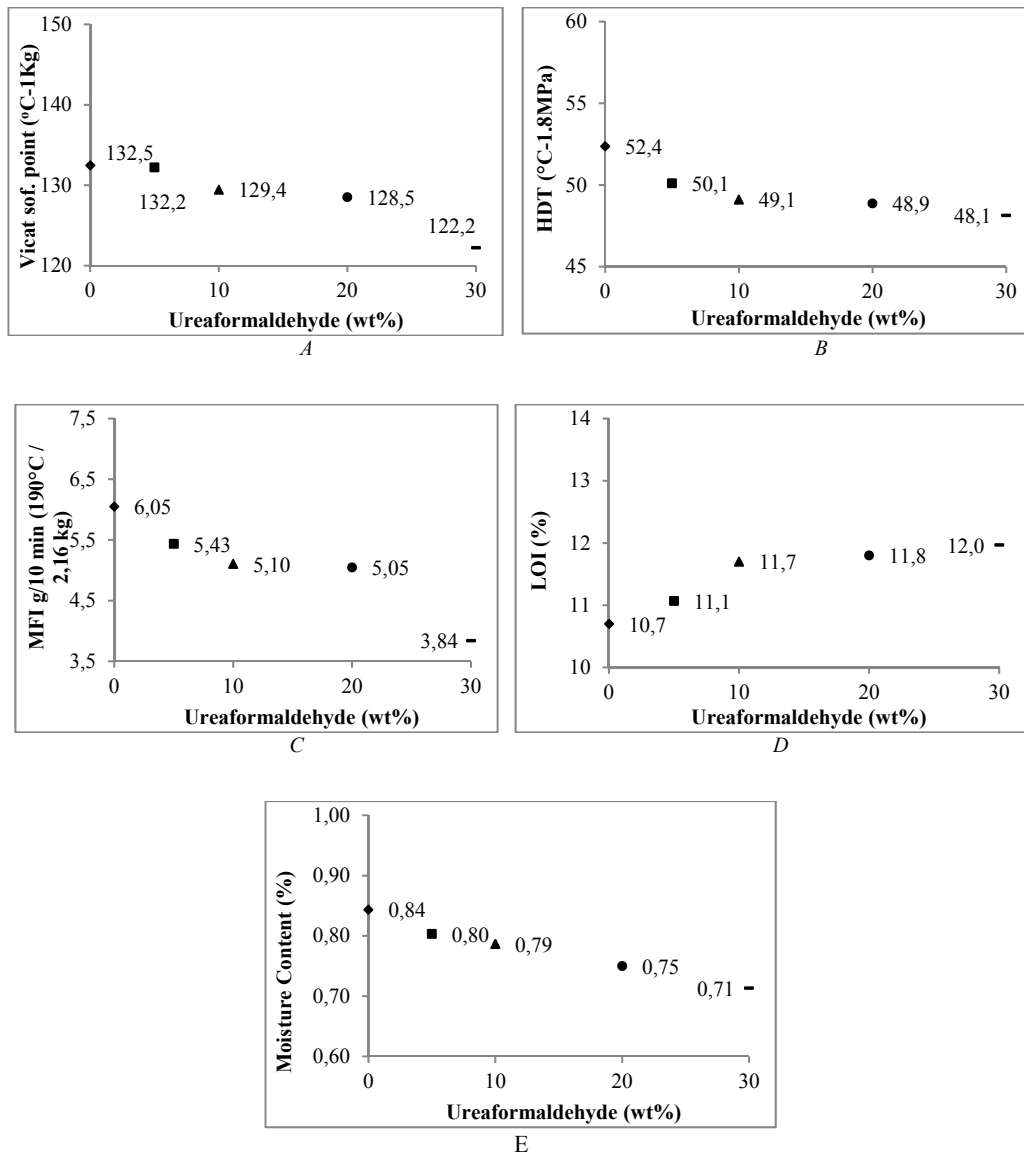 150
140
130
120
Vicat sof. point (°C-1Kg)
132,5
132,2
129,4
128,5
122,2
0 10 20 30
Ureaformaldehyde (wt%)
A
60
55
50
45
HDT (°C-1.8MPa)
52,4
50,1
49,1
48,9
48,1
0 10 20 30
Ureaformaldehyde (wt%)
B
7,5
6,5
5,5
4,5
3,5
MFI g/10 min (190°C /
2,16 kg)
6,05
5,43
5,10
5,05
3,84
0 10 20 30
Ureaformaldehyde (wt%)
C
14
13
12
11
10
LOI (%)
10,7
11,1
11,7
11,8
12,0
0 10 20 30
Ureaformaldehyde (wt%)
D
1,00
0,90
0,80
0,70
0,60
Moisture Content (%)
0,84
0,80
0,79
0,75
0,71
0 10 20 30
Ureaformaldehyde (wt%)
E